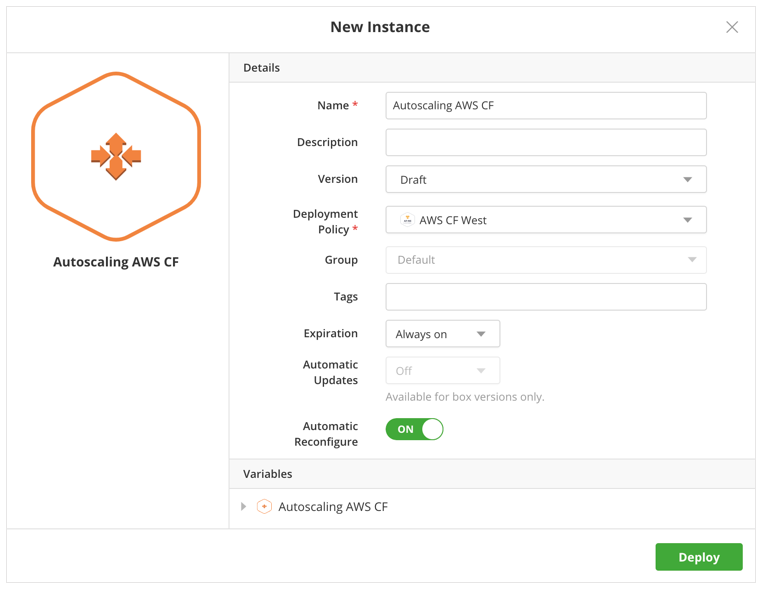 New Instance
Autoscaling AWS CF
Details
Name *
Autoscaling AWS CF
Description
Version
Draft
Deployment
Policy *
AWS CF West
Group
Default
Tags
Expiration
Always on
Automatic
Updates
Off
Available for box versions only.
Automatic
Reconfigure
ON
Variables
Autoscaling AWS CF
Deploy